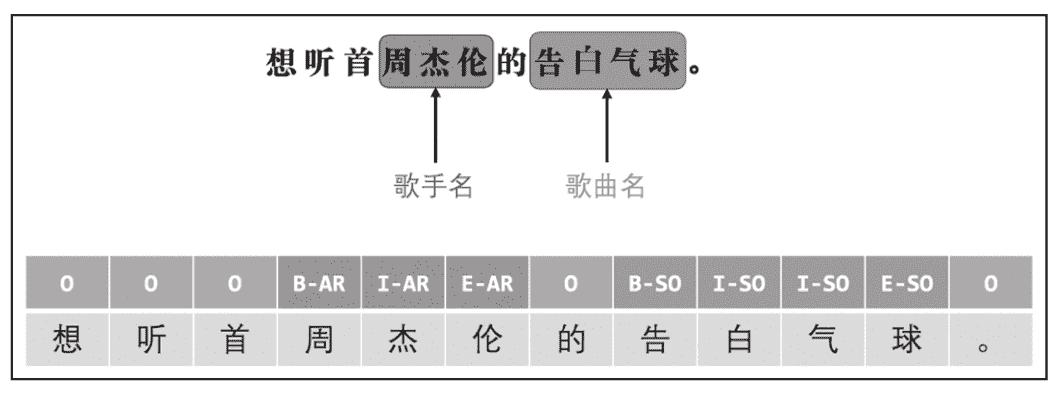 想听首周杰伦的告白气球。
歌手名 歌曲名
O O O B-AR I-AR E-AR O B-SO I-SO I-SO E-SO O
想 听 首 周 杰 伦 的 告 白 气 球 。